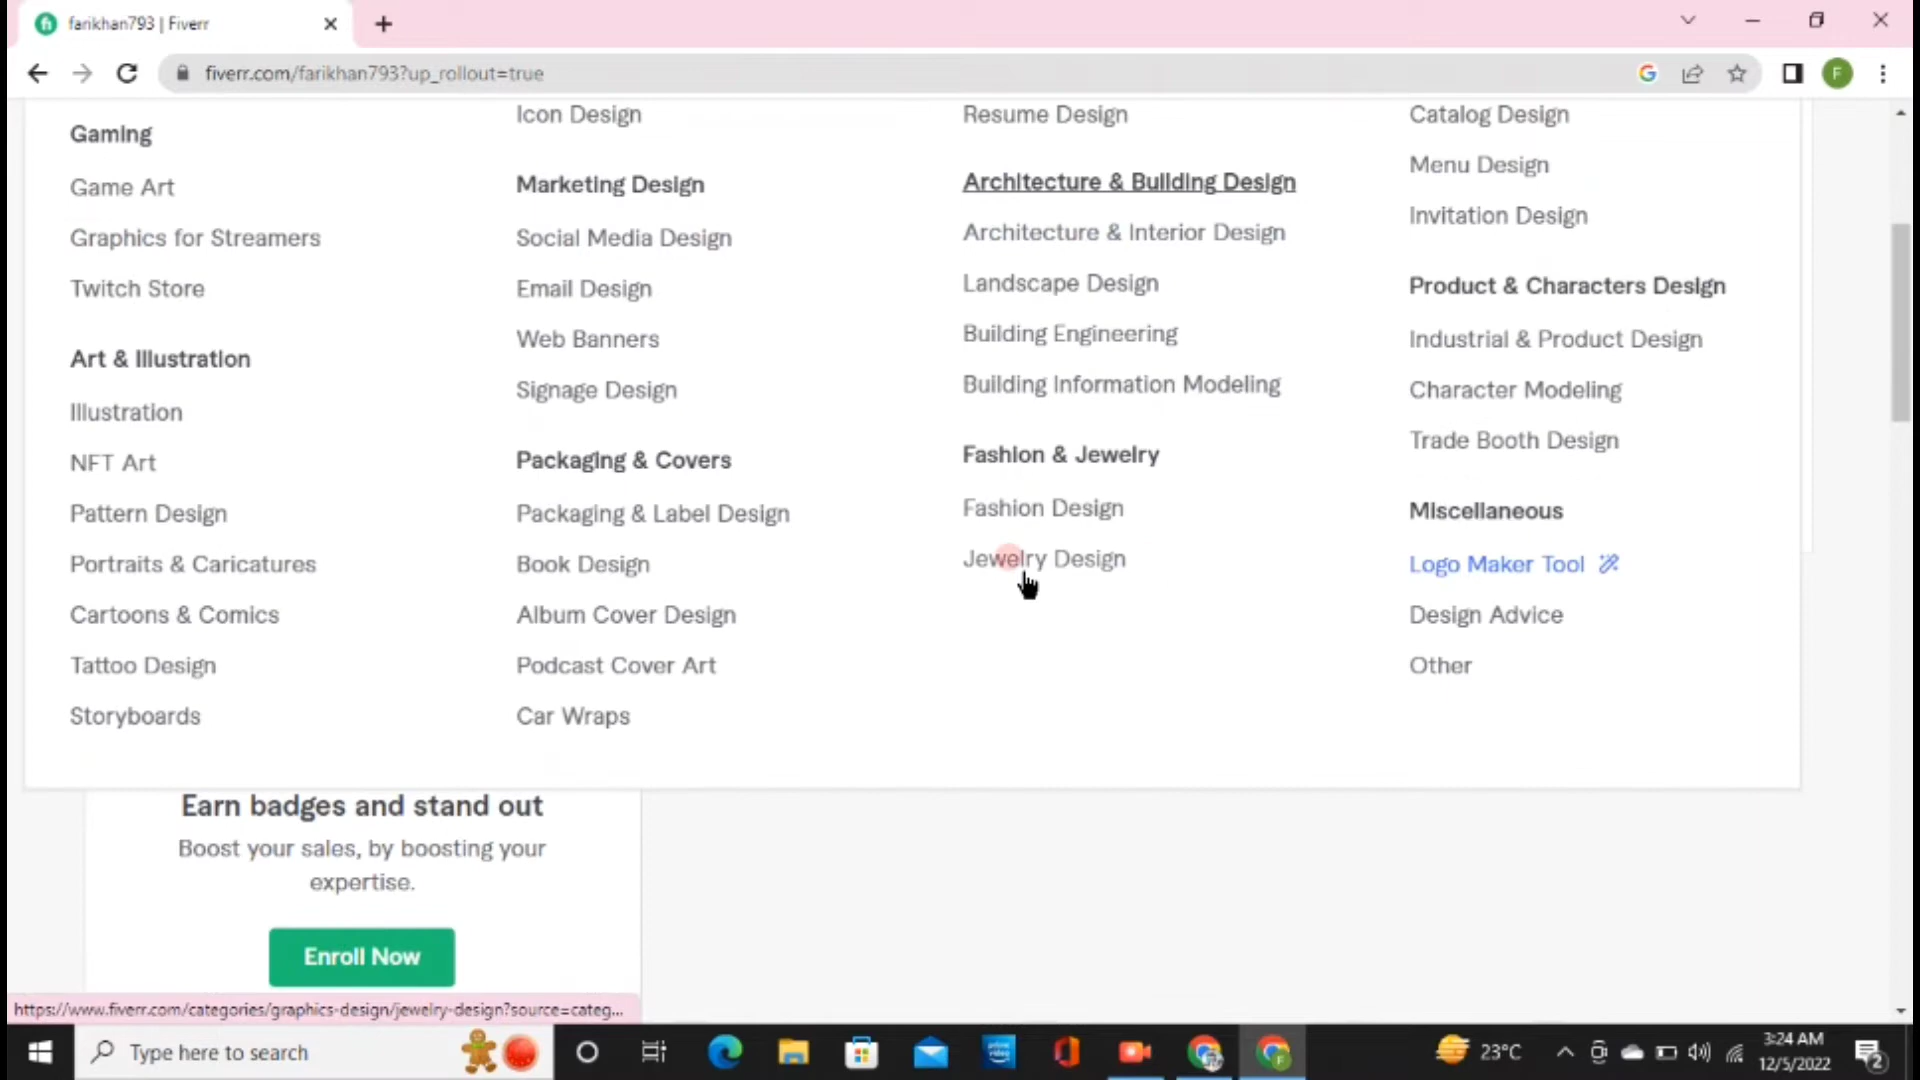 farikhan793 | Fiverr
fiverr.com/farikhan793?up_rollout=true
F
Gaming
Game Art
Graphics for Streamers
Twitch Store
Art & Illustration
Illustration
NFT Art
Pattern Design
Portraits & Caricatures
Cartoons & Comics
Tattoo Design
Storyboards
Icon Design
Marketing Design
Social Media Design
Email Design
Web Banners
Signage Design
Packaging & Covers
Packaging & Label Design
Book Design
Album Cover Design
Podcast Cover Art
Car Wraps
Resume Design
Architecture & Building Design
Architecture & Interior Design
Landscape Design
Building Engineering
Building Information Modeling
Fashion & Jewelry
Fashion Design
Jewelry Design
Catalog Design
Menu Design
Invitation Design
Product & Characters Design
Industrial & Product Design
Character Modeling
Trade Booth Design
Miscellaneous
Logo Maker Tool
Design Advice
Other
Earn badges and stand out
Boost your sales, by boosting your
expertise.
Enroll Now
https://www.fiverr.com/categories/graphics-design/jewelry-design?source=categ...
Type here to search
prime video
23°C
3:24 AM
12/5/2022
2